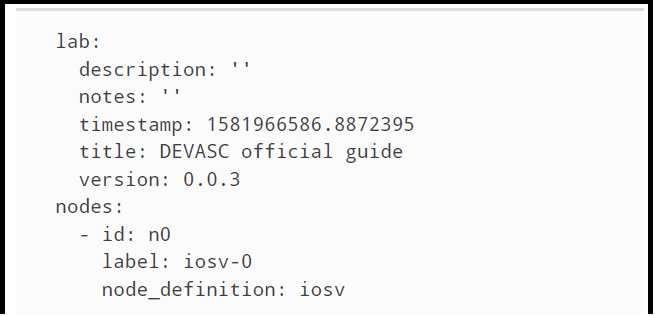 lab:
  description: ''
  notes: ''
  timestamp: 1581966586.8872395
  title: DEVASC official guide
  version: 0.0.3
nodes:
  - id: n0
    label: iosv-0
    node_definition: iosv